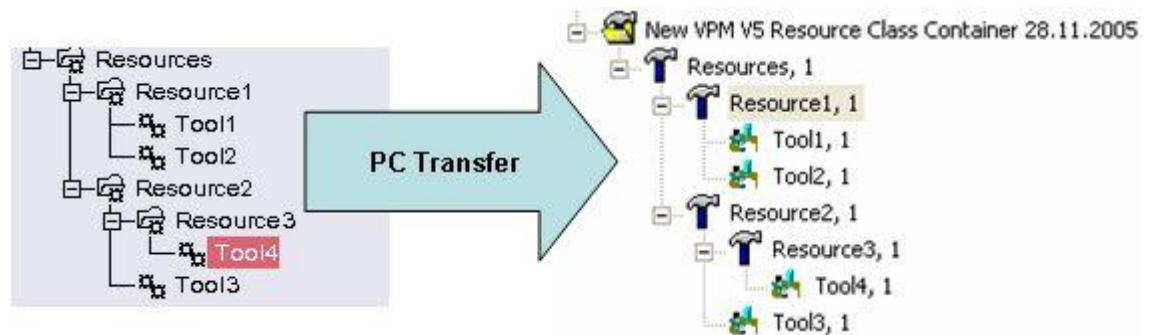 Resources
Resource1
Tool1
Tool2
Resource2
Resource3
Tool4
Tool3
PC Transfer
New VPM V5 Resource Class Container 28.11.2005
Resources, 1
Resource1, 1
Tool1, 1
Tool2, 1
Resource2, 1
Resource3, 1
Tool4, 1
Tool3, 1